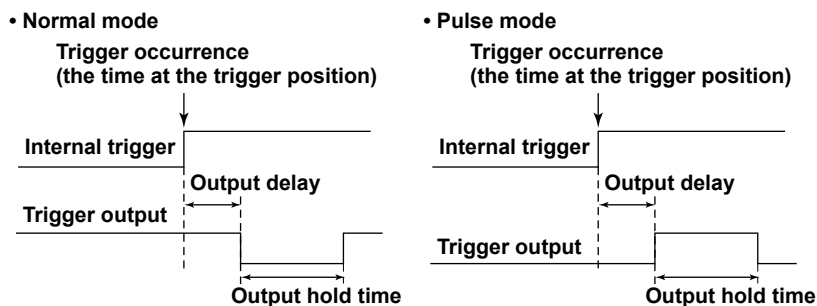 • Normal mode
Trigger occurrence
(the time at the trigger position)
Internal trigger
Output delay
Trigger output
Output hold time
• Pulse mode
Trigger occurrence
(the time at the trigger position)
Internal trigger
Output delay
Trigger output
Output hold time